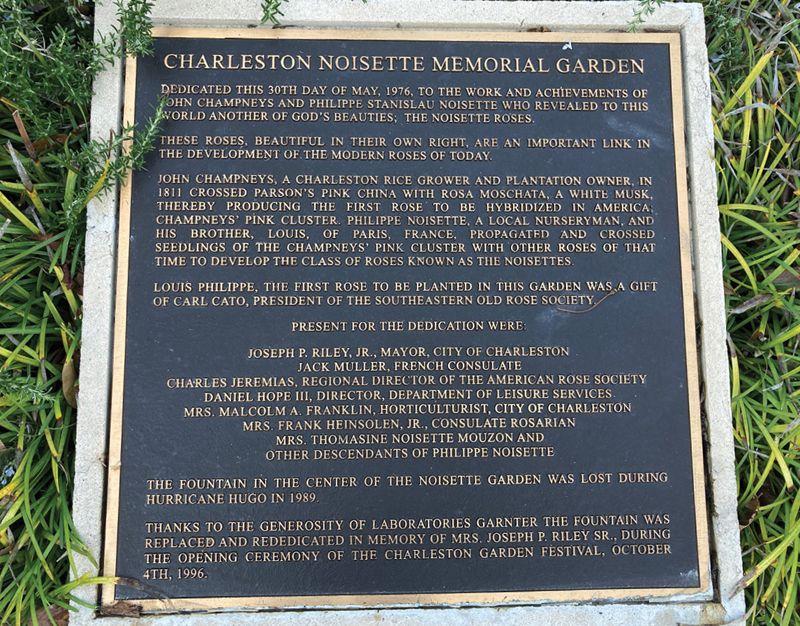 CHARLESTON NOISETTE MEMORIAL GARDEN
DEDICATED THIS 30TH DAY OF MAY, 1976, TO THE WORK AND ACHIEVEMENTS OF
JOHN CHAMPNEYS AND PHILIPPE STANISLAU NOISETTE WHO REVEALED TO THIS
WORLD ANOTHER OF GOD'S BEAUTIES; THE NOISETTE ROSES.
THESE ROSES, BEAUTIFUL IN THEIR OWN RIGHT, ARE AN IMPORTANT LINK IN
THE DEVELOPMENT OF THE MODERN ROSES OF TODAY.
JOHN CHAMPNEYS, A CHARLESTON RICE GROWER AND PLANTATION OWNER, IN
1811 CROSSED PARSON'S PINK CHINA WITH ROSA MOSCHATA, A WHITE MUSK,
THEREBY PRODUCING THE FIRST ROSE TO BE HYBRIDIZED IN AMERICA;
CHAMPNEYS' PINK CLUSTER. PHILIPPE NOISETTE, A LOCAL NURSERYMAN, AND
HIS BROTHER, LOUIS, OF PARIS, FRANCE, PROPAGATED AND CROSSED
SEEDLINGS OF THE CHAMPNEYS' PINK CLUSTER WITH OTHER ROSES OF THAT
TIME TO DEVELOP THE CLASS OF ROSES KNOWN AS THE NOISETTES.
LOUIS PHILIPPE, THE FIRST ROSE TO BE PLANTED IN THIS GARDEN WAS A GIFT
OF CARL CATO, PRESIDENT OF THE SOUTHEASTERN OLD ROSE SOCIETY.
PRESENT FOR THE DEDICATION WERE:
JOSEPH P. RILEY, JR., MAYOR, CITY OF CHARLESTON
JACK MULLER, FRENCH CONSULATE
CHARLES JEREMIAS, REGIONAL DIRECTOR OF THE AMERICAN ROSE SOCIETY
DANIEL HOPE III, DIRECTOR, DEPARTMENT OF LEISURE SERVICES
MRS. MALCOLM A. FRANKLIN, HORTICULTURIST, CITY OF CHARLESTON
MRS. FRANK HEINSOLEN, JR., CONSULATE ROSARIAN
MRS. THOMASINE NOISETTE MOUZON AND
OTHER DESCENDANTS OF PHILIPPE NOISETTE
THE FOUNTAIN IN THE CENTER OF THE NOISETTE GARDEN WAS LOST DURING
HURRICANE HUGO IN 1989.
THANKS TO THE GENEROSITY OF LABORATORIES GARNTER THE FOUNTAIN WAS
REPLACED AND REDEDICATED IN MEMORY OF MRS. JOSEPH P. RILEY SR., DURING
THE OPENING CEREMONY OF THE CHARLESTON GARDEN FESTIVAL, OCTOBER
4TH, 1996.